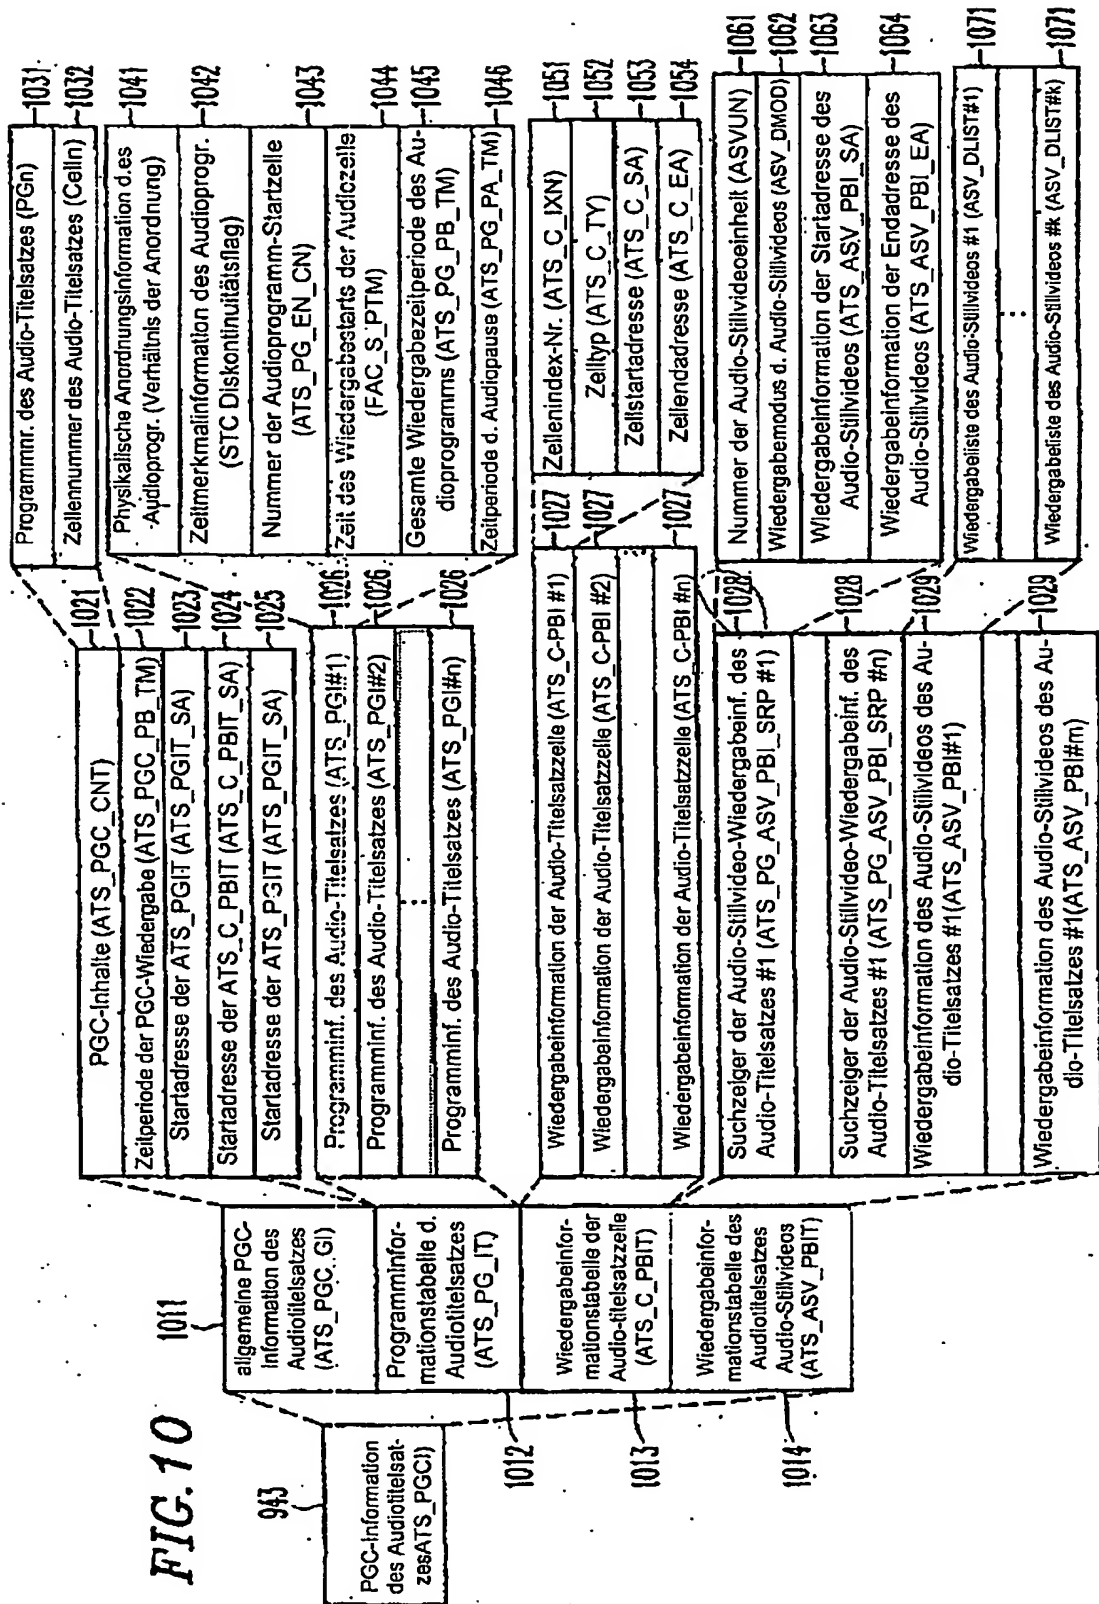 FIG. 10
943
PGC-Information
des Audiotitelsat-
zesATS_PGCI)
1011
allgemeine PGC-
Information des
Audiotitelsatzes
(ATS_PGC_GI)
Programminfor-
mationstabelle d.
Audiotitelsatzes
(ATS_PG_IT)
1012
Wiedergabeinfor-
mationstabelle der
Audio-titelsatzzelle
(ATS_C_PBIT)
1013
Wiedergabeinfor-
mationstabelle des
Audiotitelsatzes
Audio-Stillvideos
(ATS_ASV_PBIT)
1014
PGC-Inhalte (ATS_PGC_CNT)
1021
Zeitperiode der PGC-Wiedergabe (ATS_PGC_PB_TM)
1022
Startadresse der ATS_PGIT (ATS_PGIT_SA)
1023
Startadresse der ATS_C_PBIT (ATS_C_PBIT_SA)
1024
Startadresse der ATS_PGIT (ATS_PGIT_SA)
1025
Programminf. des Audio-Titelsatzes (ATS_PGI#1)
1026
Programminf. des Audio-Titelsatzes (ATS_PGI#2)
1026
⋮
Programminf. des Audio-Titelsatzes (ATS_PGI#n)
1026
Wiedergabeinformation der Audio-Titelsatzzelle (ATS_C-PBI #1)
1027
Wiedergabeinformation der Audio-Titelsatzzelle (ATS_C-PBI #2)
1027
Wiedergabeinformation der Audio-Titelsatzzelle (ATS_C-PBI #n)
1027
Suchzeiger der Audio-Stillvideo-Wiedergabeinf. des
Audio-Titelsatzes #1 (ATS_PG_ASV_PBI_SRP #1)
1028
Suchzeiger der Audio-Stillvideo-Wiedergabeinf. des
Audio-Titelsatzes #1 (ATS_PG_ASV_PBI_SRP #n)
1028
Wiedergabeinformation des Audio-Stillvideos des Au-
dio-Titelsatzes #1(ATS_ASV_PBI#1)
1029
Wiedergabeinformation des Audio-Stillvideos des Au-
dio-Titelsatzes #1(ATS_ASV_PBI#m)
1029
Programmnr. des Audio-Titelsatzes (PGn)
1031
Zellennummer des Audio-Titelsatzes (Celln)
1032
Physikalische Anordnungsinformation d.es
Audioprogr. (Verhältnis der Anordnung)
1041
Zeitmerkmalinformation des Audioprogr.
(STC Diskontinuitätsflag)
1042
Nummer der Audioprogramm-Startzelle
(ATS_PG_EN_CN)
1043
Zeit des Wiedergabestarts der Audiozelle
(FAC_S_PTM)
1044
Gesamte Wiedergabezeitperiode des Au-
dioprogramms (ATS_PG_PB_TM)
1045
Zeitperiode d. Audiopause (ATS_PG_PA_TM)
1046
Zellenindex-Nr. (ATS_C_IXN)
1051
Zelltyp (ATS_C_TY)
1052
Zellstartadresse (ATS_C_SA)
1053
Zellendadresse (ATS_C_EA)
1054
Nummer der Audio-Stillvideoeinheit (ASVUN)
1061
Wiedergabemodus d. Audio-Stillvideos (ASV_DMOD)
1062
Wiedergabeinformation der Startadresse des
Audio-Stillvideos (ATS_ASV_PBI_SA)
1063
Wiedergabeinformation der Endadresse des
Audio-Stillvideos (ATS_ASV_PBI_EA)
1064
Wiedergabeliste des Audio-Stillvideos #1 (ASV_DLIST#1)
1071
⋮
Wiedergabeliste des Audio-Stillvideos #k (ASV_DLIST#k)
1071